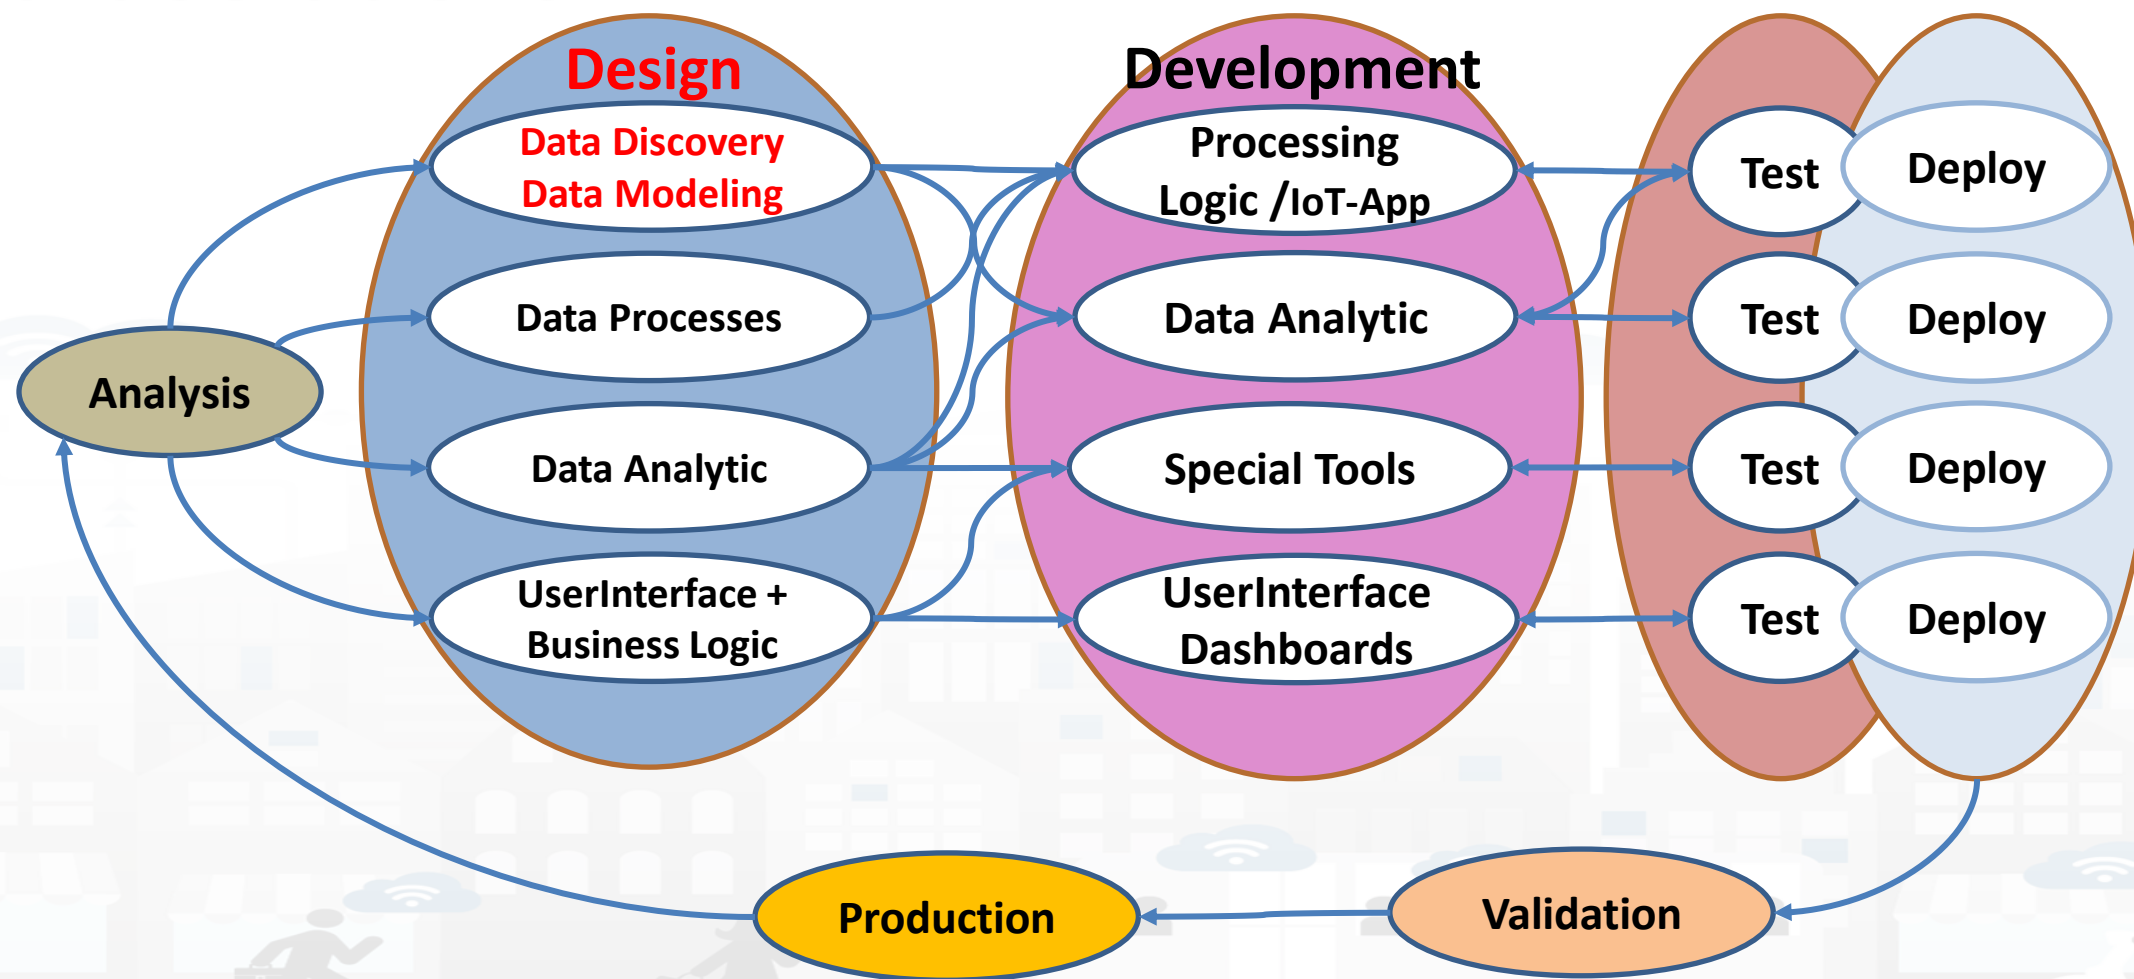 Design
Data Discovery
Data Modeling
Data Processes
Data Analytic
UserInterface +
Business Logic
Analysis
Development
Processing
Logic /IoT-App
Data Analytic
Special Tools
UserInterface
Dashboards
Test
Deploy
Test
Deploy
Test
Deploy
Test
Deploy
Production
Validation